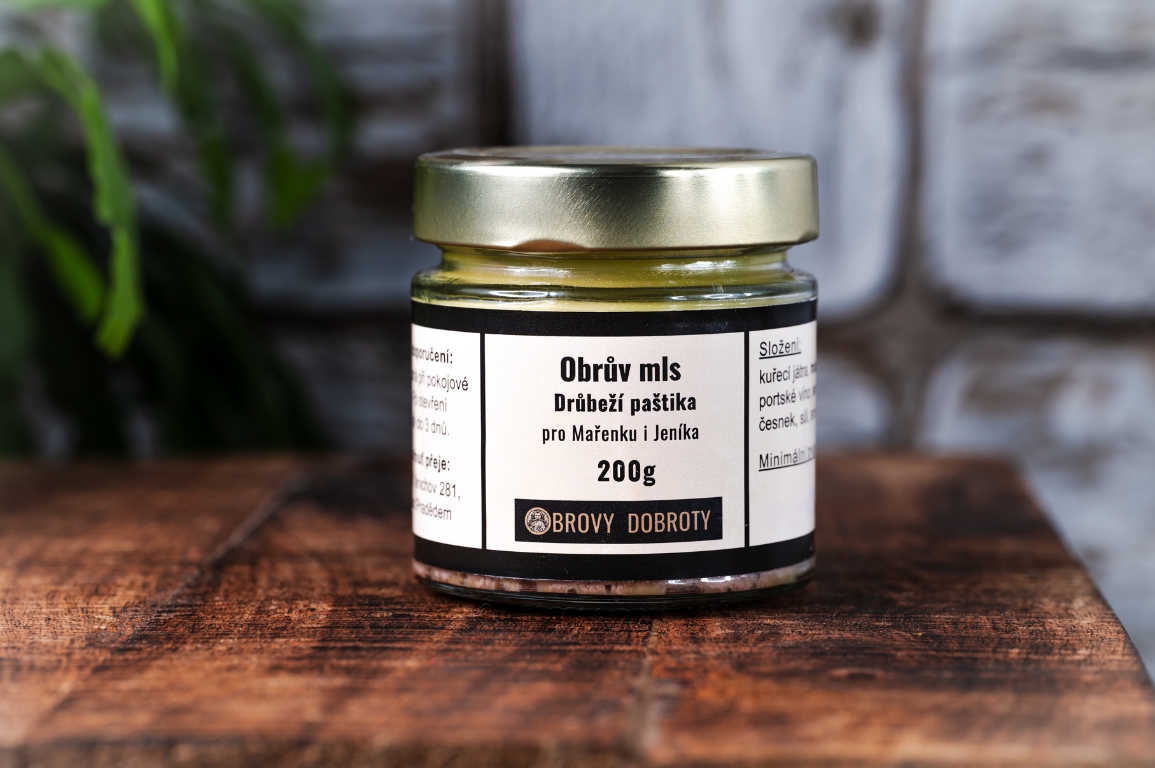 poručení:
při pokojové
otevření
do 3 dnů.
přeje:
281,
Pradědem
Obrův mls
Drůbeží paštika
pro Mařenku i Jeníka
200g
OBROVY DOBROTY
Složení:
kuřecí játra,
portské víno,
česnek, sůl,
Minimální